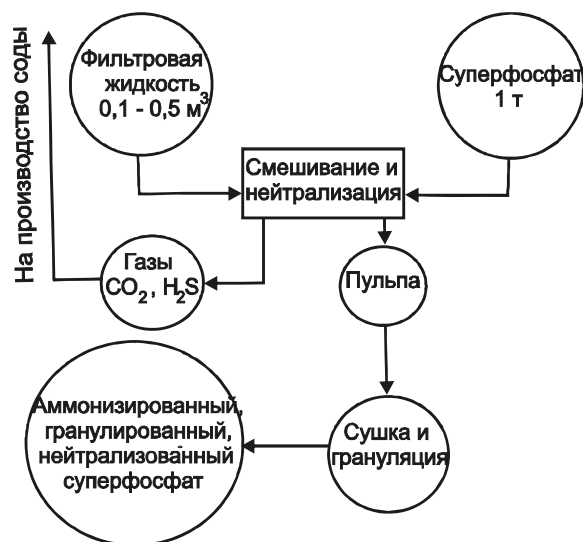 На производство соды
Фильтровая
жидкость
0,1 - 0,5 м³
Суперфосфат
1 т
Смешивание и
нейтрализация
Газы
CO₂, H₂S
Пульпа
Аммонизированный,
гранулированный,
нейтрализованный
суперфосфат
Сушка и
грануляция